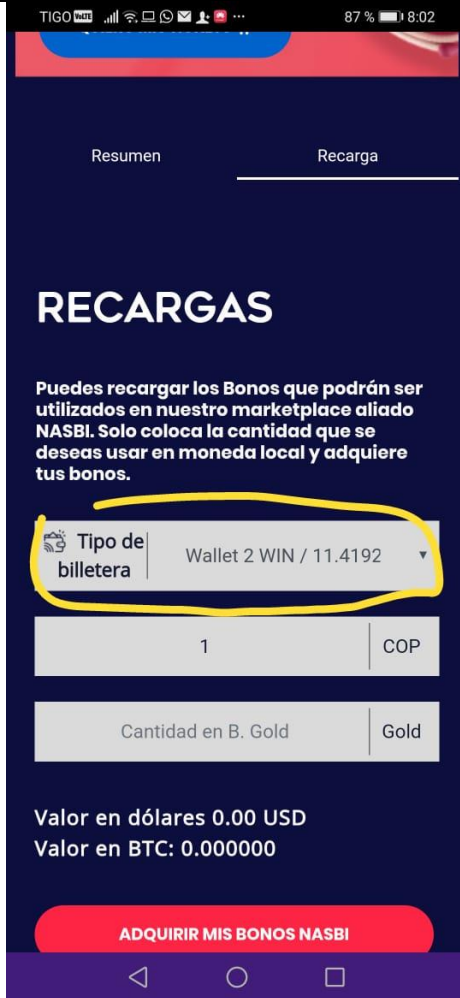 TIGO VoLTE 87 % 8:02
Resumen Recarga
RECARGAS
Puedes recargar los Bonos que podrán ser
utilizados en nuestro marketplace aliado
NASBI. Solo coloca la cantidad que se
deseas usar en moneda local y adquiere
tus bonos.
Tipo de
billetera
Wallet 2 WIN / 11.4192
1 COP
Cantidad en B. Gold Gold
Valor en dólares 0.00 USD
Valor en BTC: 0.000000
ADQUIRIR MIS BONOS NASBI